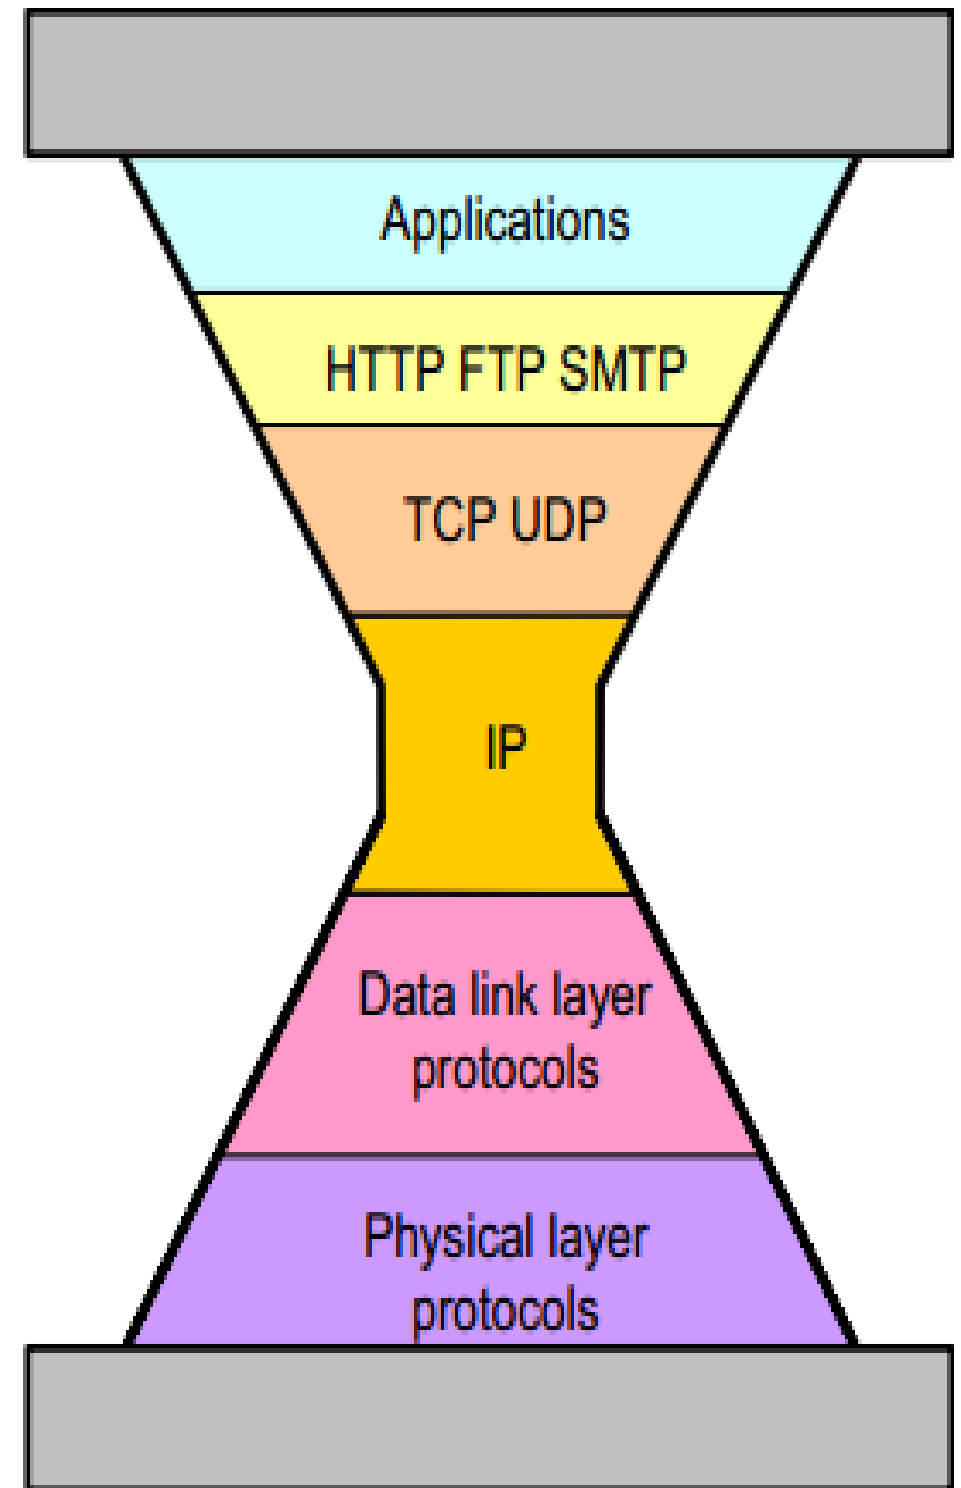 Applications
HTTP FTP SMTP
TCP UDP
IP
Data link layer
protocols
Physical layer
protocols